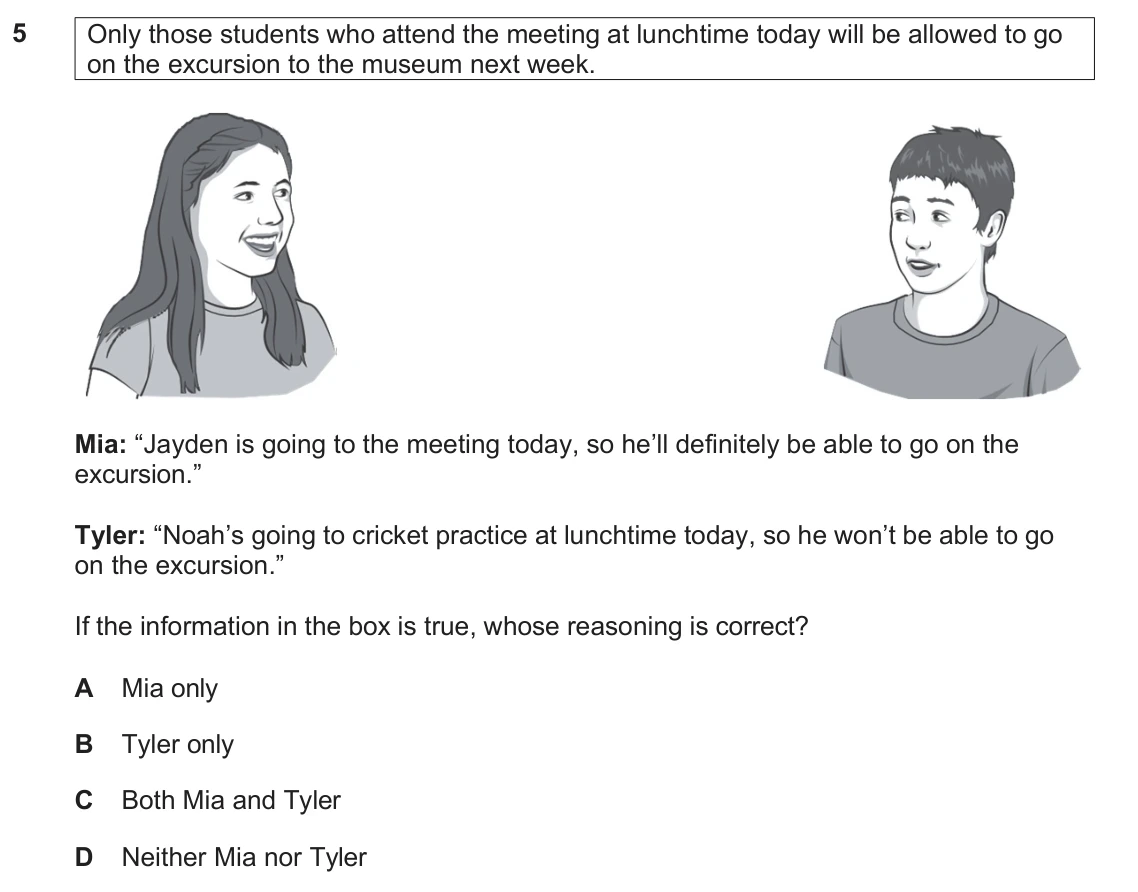 5
Only those students who attend the meeting at lunchtime today will be allowed to go
on the excursion to the museum next week.
Mia: “Jayden is going to the meeting today, so he’ll definitely be able to go on the
excursion.”
Tyler: “Noah’s going to cricket practice at lunchtime today, so he won’t be able to go
on the excursion.”
If the information in the box is true, whose reasoning is correct?
A Mia only
B Tyler only
C Both Mia and Tyler
D Neither Mia nor Tyler